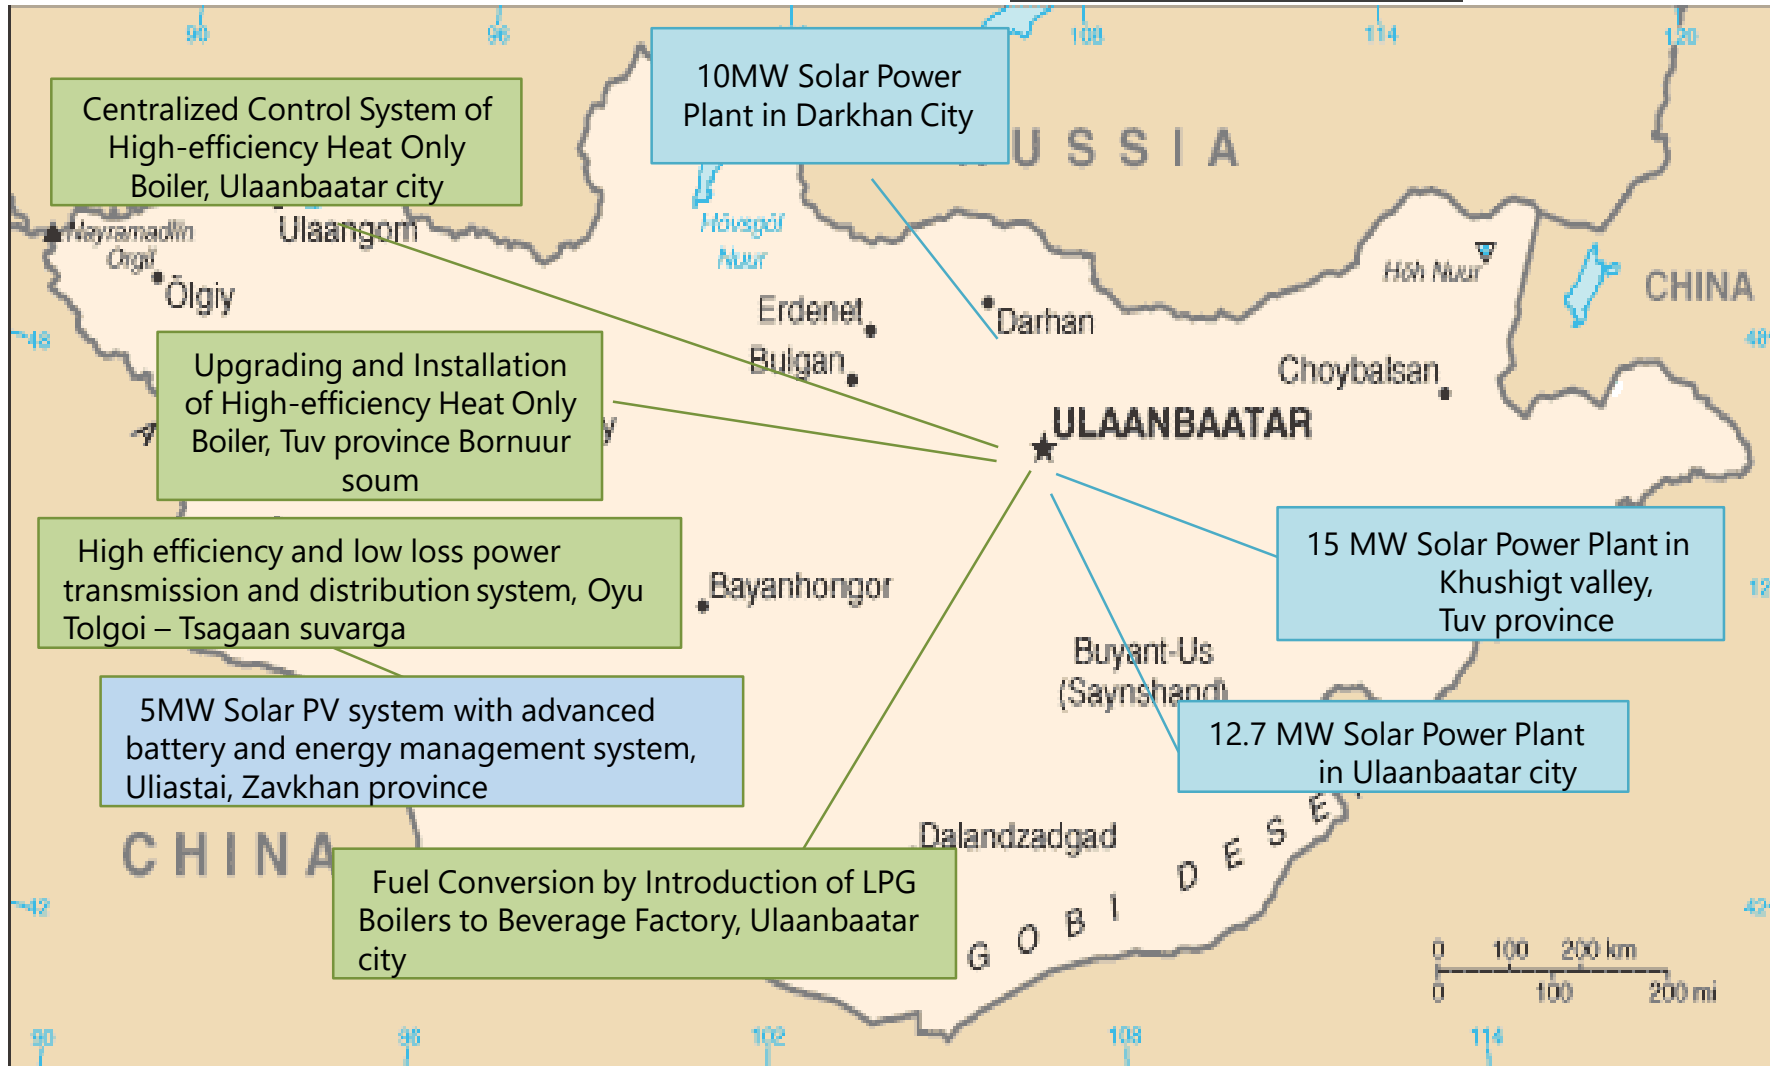 90
96
108
114
120
10MW Solar Power
Plant in Darkhan City
Centralized Control System of
High-efficiency Heat Only
Boiler, Ulaanbaatar city
USSIA
Nayramadlin
Orgil
Ulaangom
Hövsgöl
Nuur
Höh Nuur
CHINA
Ölgiy
Erdenet
Darhan
48
48
Bulgan
Choybalsan
Upgrading and Installation
of High-efficiency Heat Only
Boiler, Tuv province Bornuur
soum
y
ULAANBAATAR
High efficiency and low loss power
transmission and distribution system, Oyu
Tolgoi – Tsagaan suvarga
Bayanhongor
15 MW Solar Power Plant in
Khushigt valley,
Tuv province
12
Buyant-Us
(Saynshand)
5MW Solar PV system with advanced
battery and energy management system,
Uliastai, Zavkhan province
12.7 MW Solar Power Plant
in Ulaanbaatar city
CHINA
Dalandzadgad
GOBI DESE
Fuel Conversion by Introduction of LPG
Boilers to Beverage Factory, Ulaanbaatar
city
42
42
0 100 200 km
0 100 200 mi
90
96
102
108
114